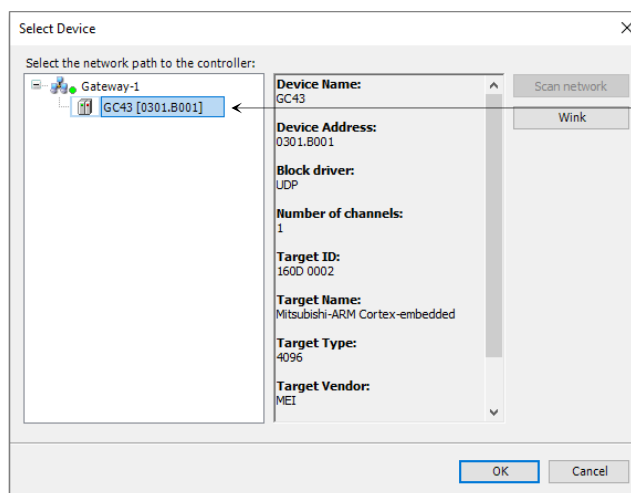 Select Device
Select the network path to the controller:
Gateway-1
GC43 [0301.B001]
Device Name:
GC43
Device Address:
0301.B001
Block driver:
UDP
Number of channels:
1
Target ID:
160D 0002
Target Name:
Mitsubishi-ARM Cortex-embedded
Target Type:
4096
Target Vendor:
MEI
Scan network
Wink
OK
Cancel